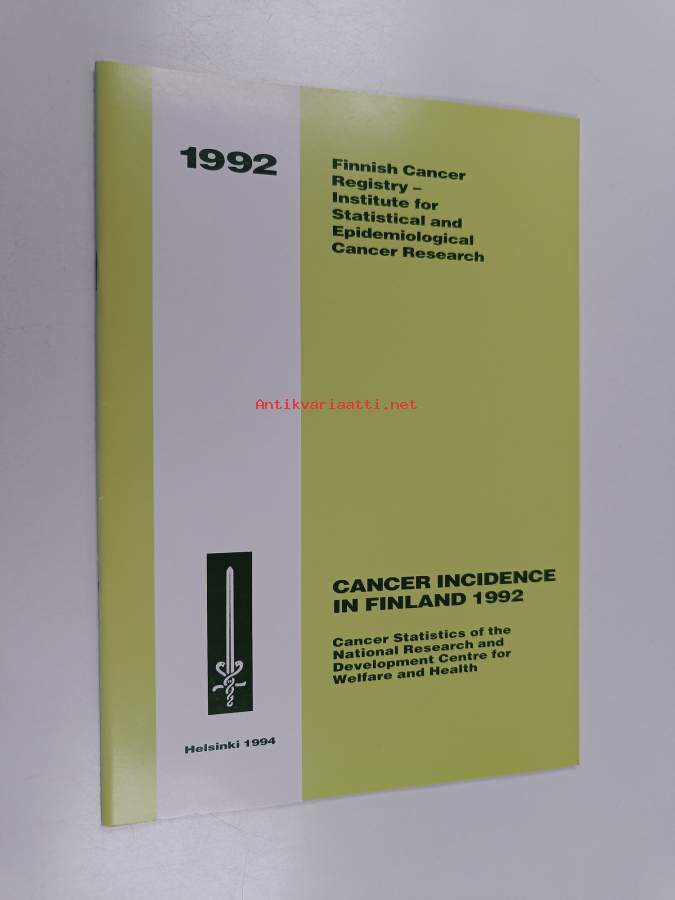 1992
Finnish Cancer
Registry –
Institute for
Statistical and
Epidemiological
Cancer Research
Antikvariaatti.net
CANCER INCIDENCE
IN FINLAND 1992
Cancer Statistics of the
National Research and
Development Centre for
Welfare and Health
Helsinki 1994